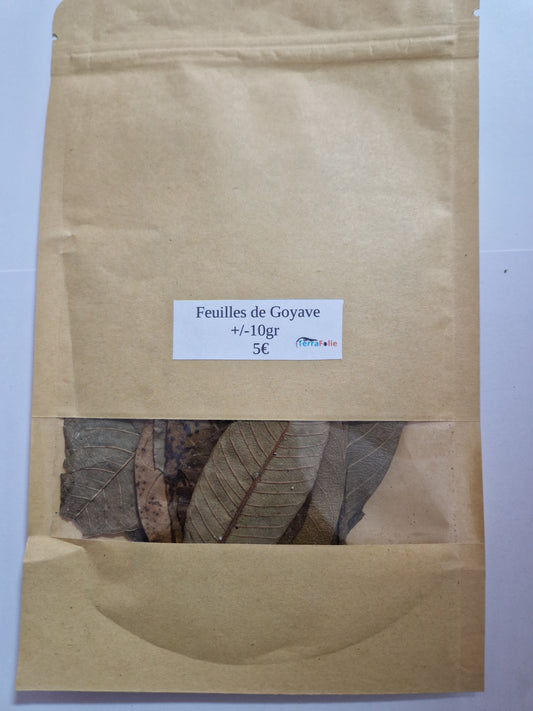 Feuilles de Goyave
+/-10gr
5€
TerraFolie